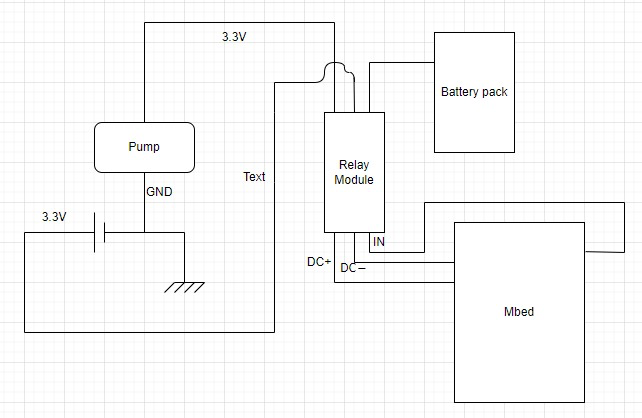 3.3V
Battery pack
Pump
Relay
Module
Text
GND
3.3V
IN
DC+
DC –
Mbed